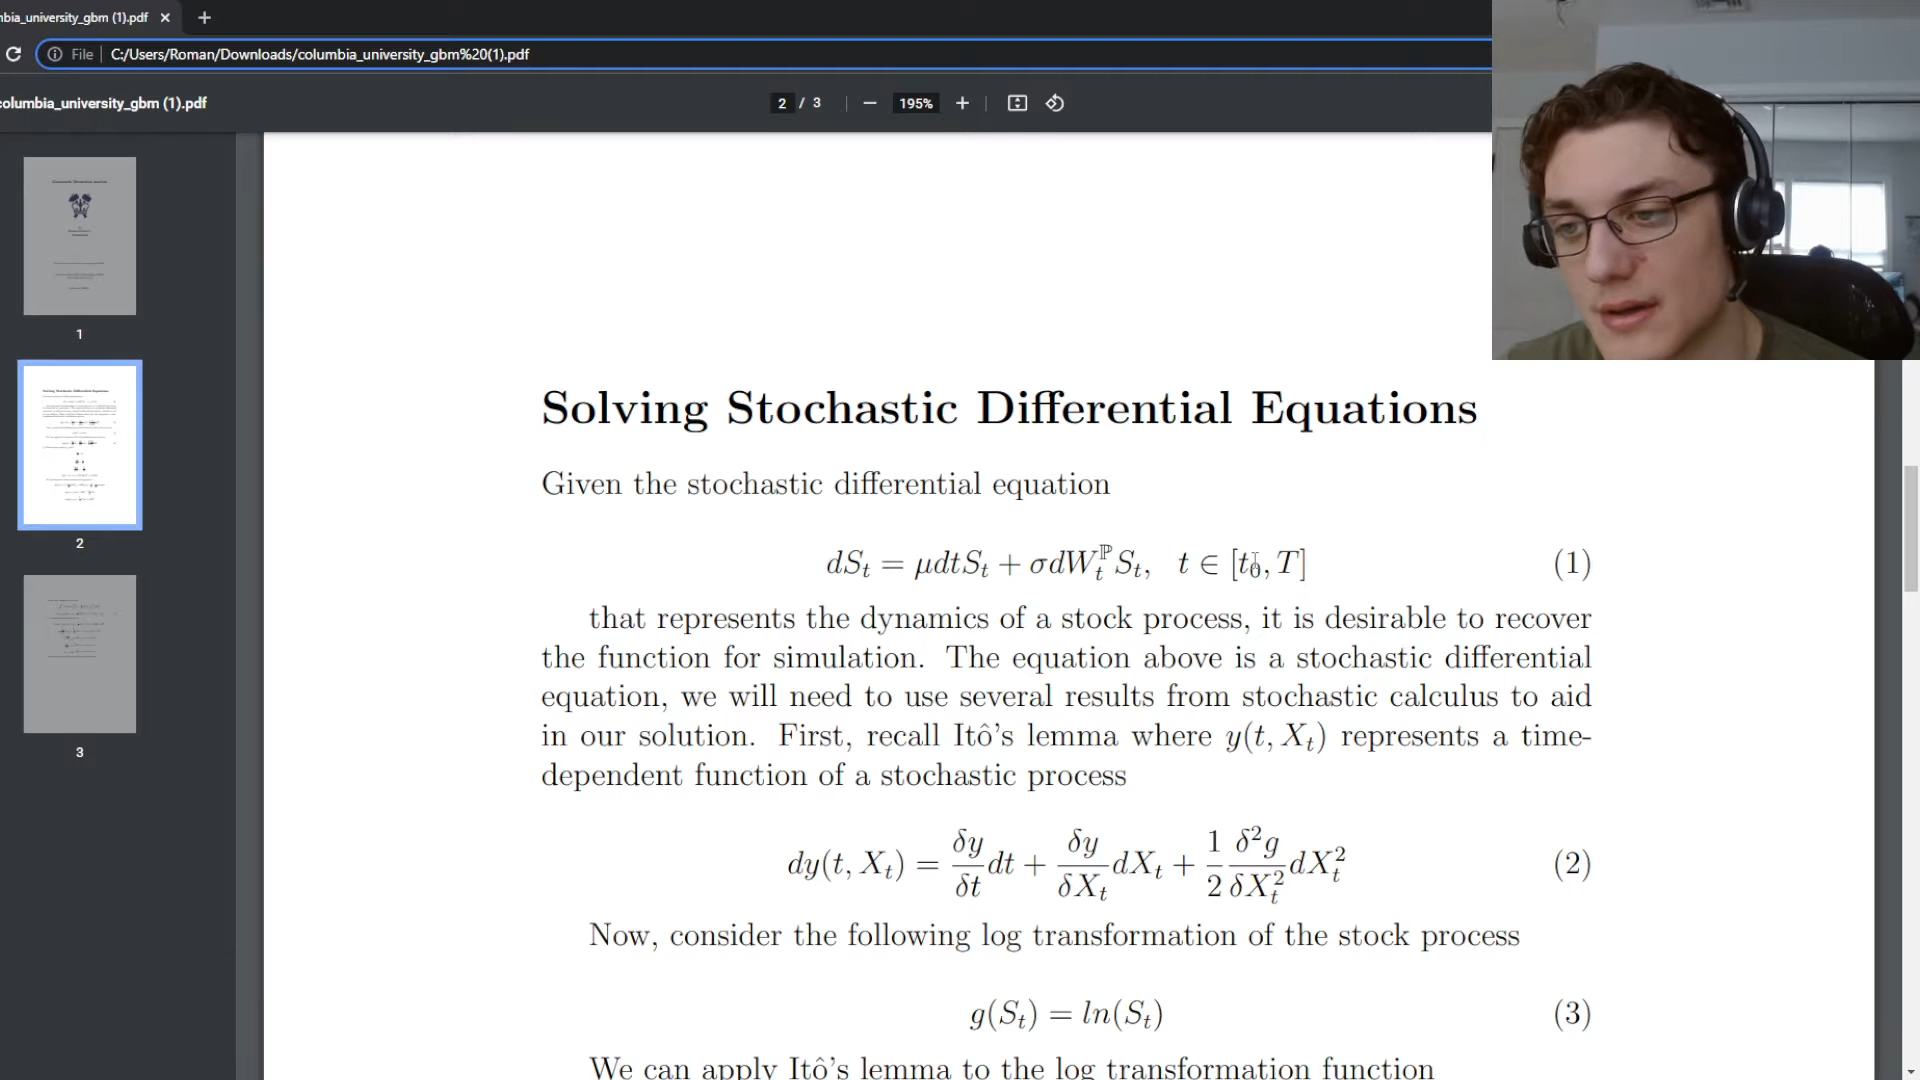 nbia_university_gbm (1).pdf
File C:/Users/Roman/Downloads/columbia_university_gbm%20(1).pdf
columbia_university_gbm (1).pdf
2 / 3
195%
1
2
3
Solving Stochastic Differential Equations
Given the stochastic differential equation
dS_t = μdtS_t + σdW_t^ℙ S_t, t ∈ [t_0, T] (1)
that represents the dynamics of a stock process, it is desirable to recover
the function for simulation. The equation above is a stochastic differential
equation, we will need to use several results from stochastic calculus to aid
in our solution. First, recall Itô's lemma where y(t, X_t) represents a time-
dependent function of a stochastic process
dy(t, X_t) = δy/δt dt + δy/δX_t dX_t + 1/2 δ²g/δX_t² dX_t² (2)
Now, consider the following log transformation of the stock process
g(S_t) = ln(S_t) (3)
We can apply Itô's lemma to the log transformation function